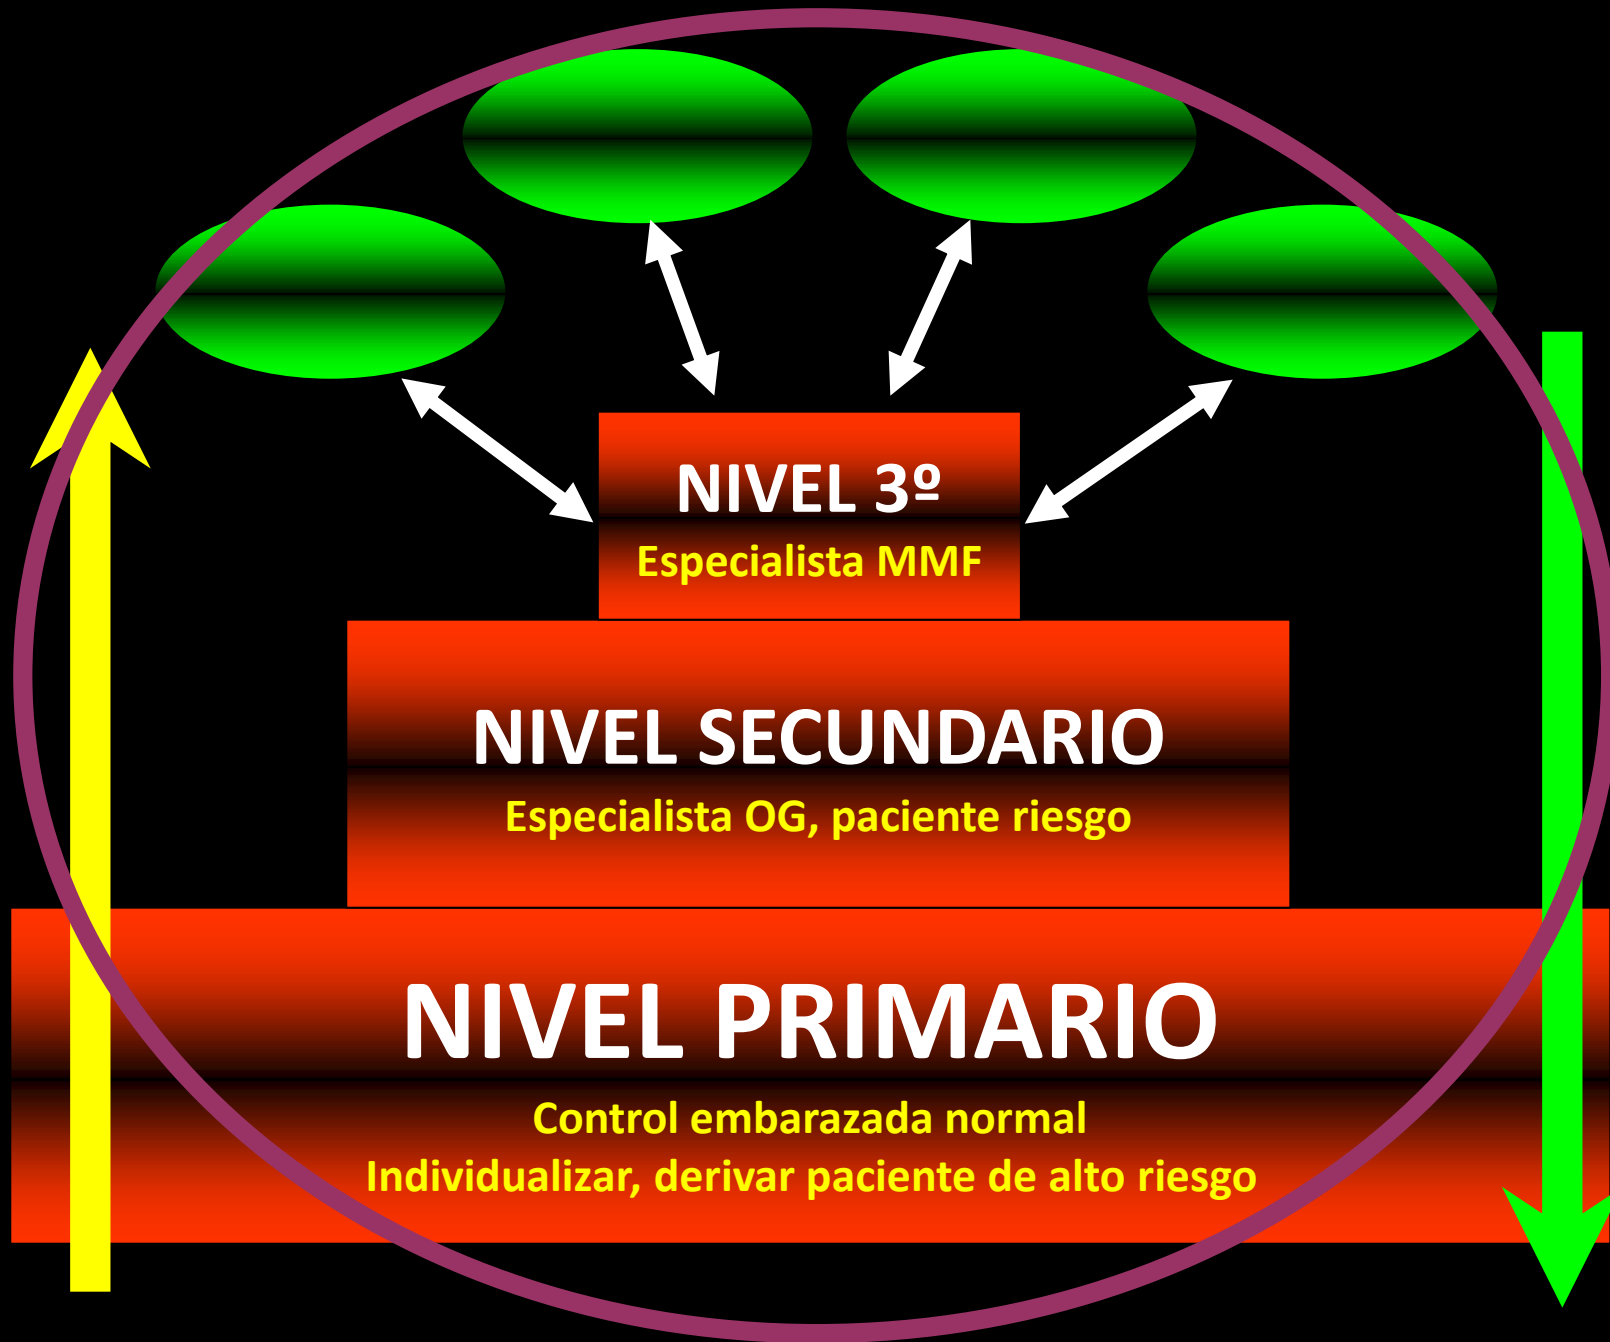 NIVEL 3º
Especialista MMF
NIVEL SECUNDARIO
Especialista OG, paciente riesgo
NIVEL PRIMARIO
Control embarazada normal
Individualizar, derivar paciente de alto riesgo